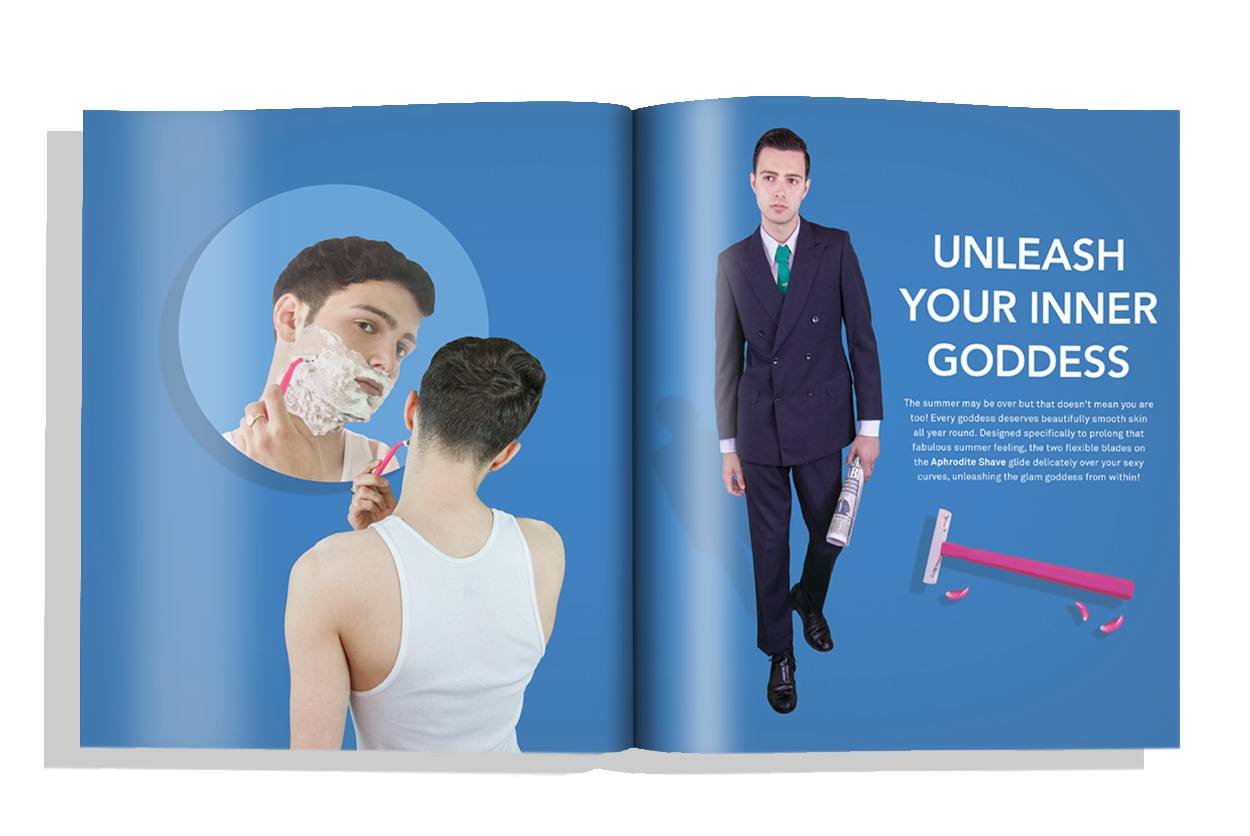 UNLEASH
YOUR INNER
GODDESS
The summer may be over but that doesn't mean you are
too! Every goddess deserves beautifully smooth skin
all year round. Designed specifically to prolong that
fabulous summer feeling, the two flexible blades on
the Aphrodite Shave glide delicately over your sexy
curves, unleashing the glam goddess from within!